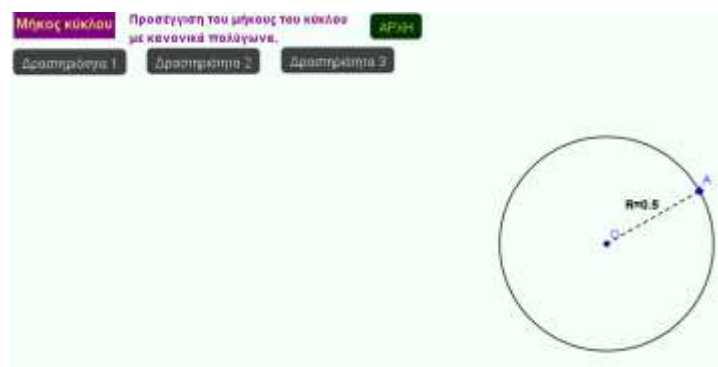 Μήκος κύκλου
Προσέγγιση του μήκους του κύκλου
με κανονικά πολύγωνα.
ΑΡΧΗ
Δραστηριότητα 1
Δραστηριότητα 2
Δραστηριότητα 3
A
R=0.5
O